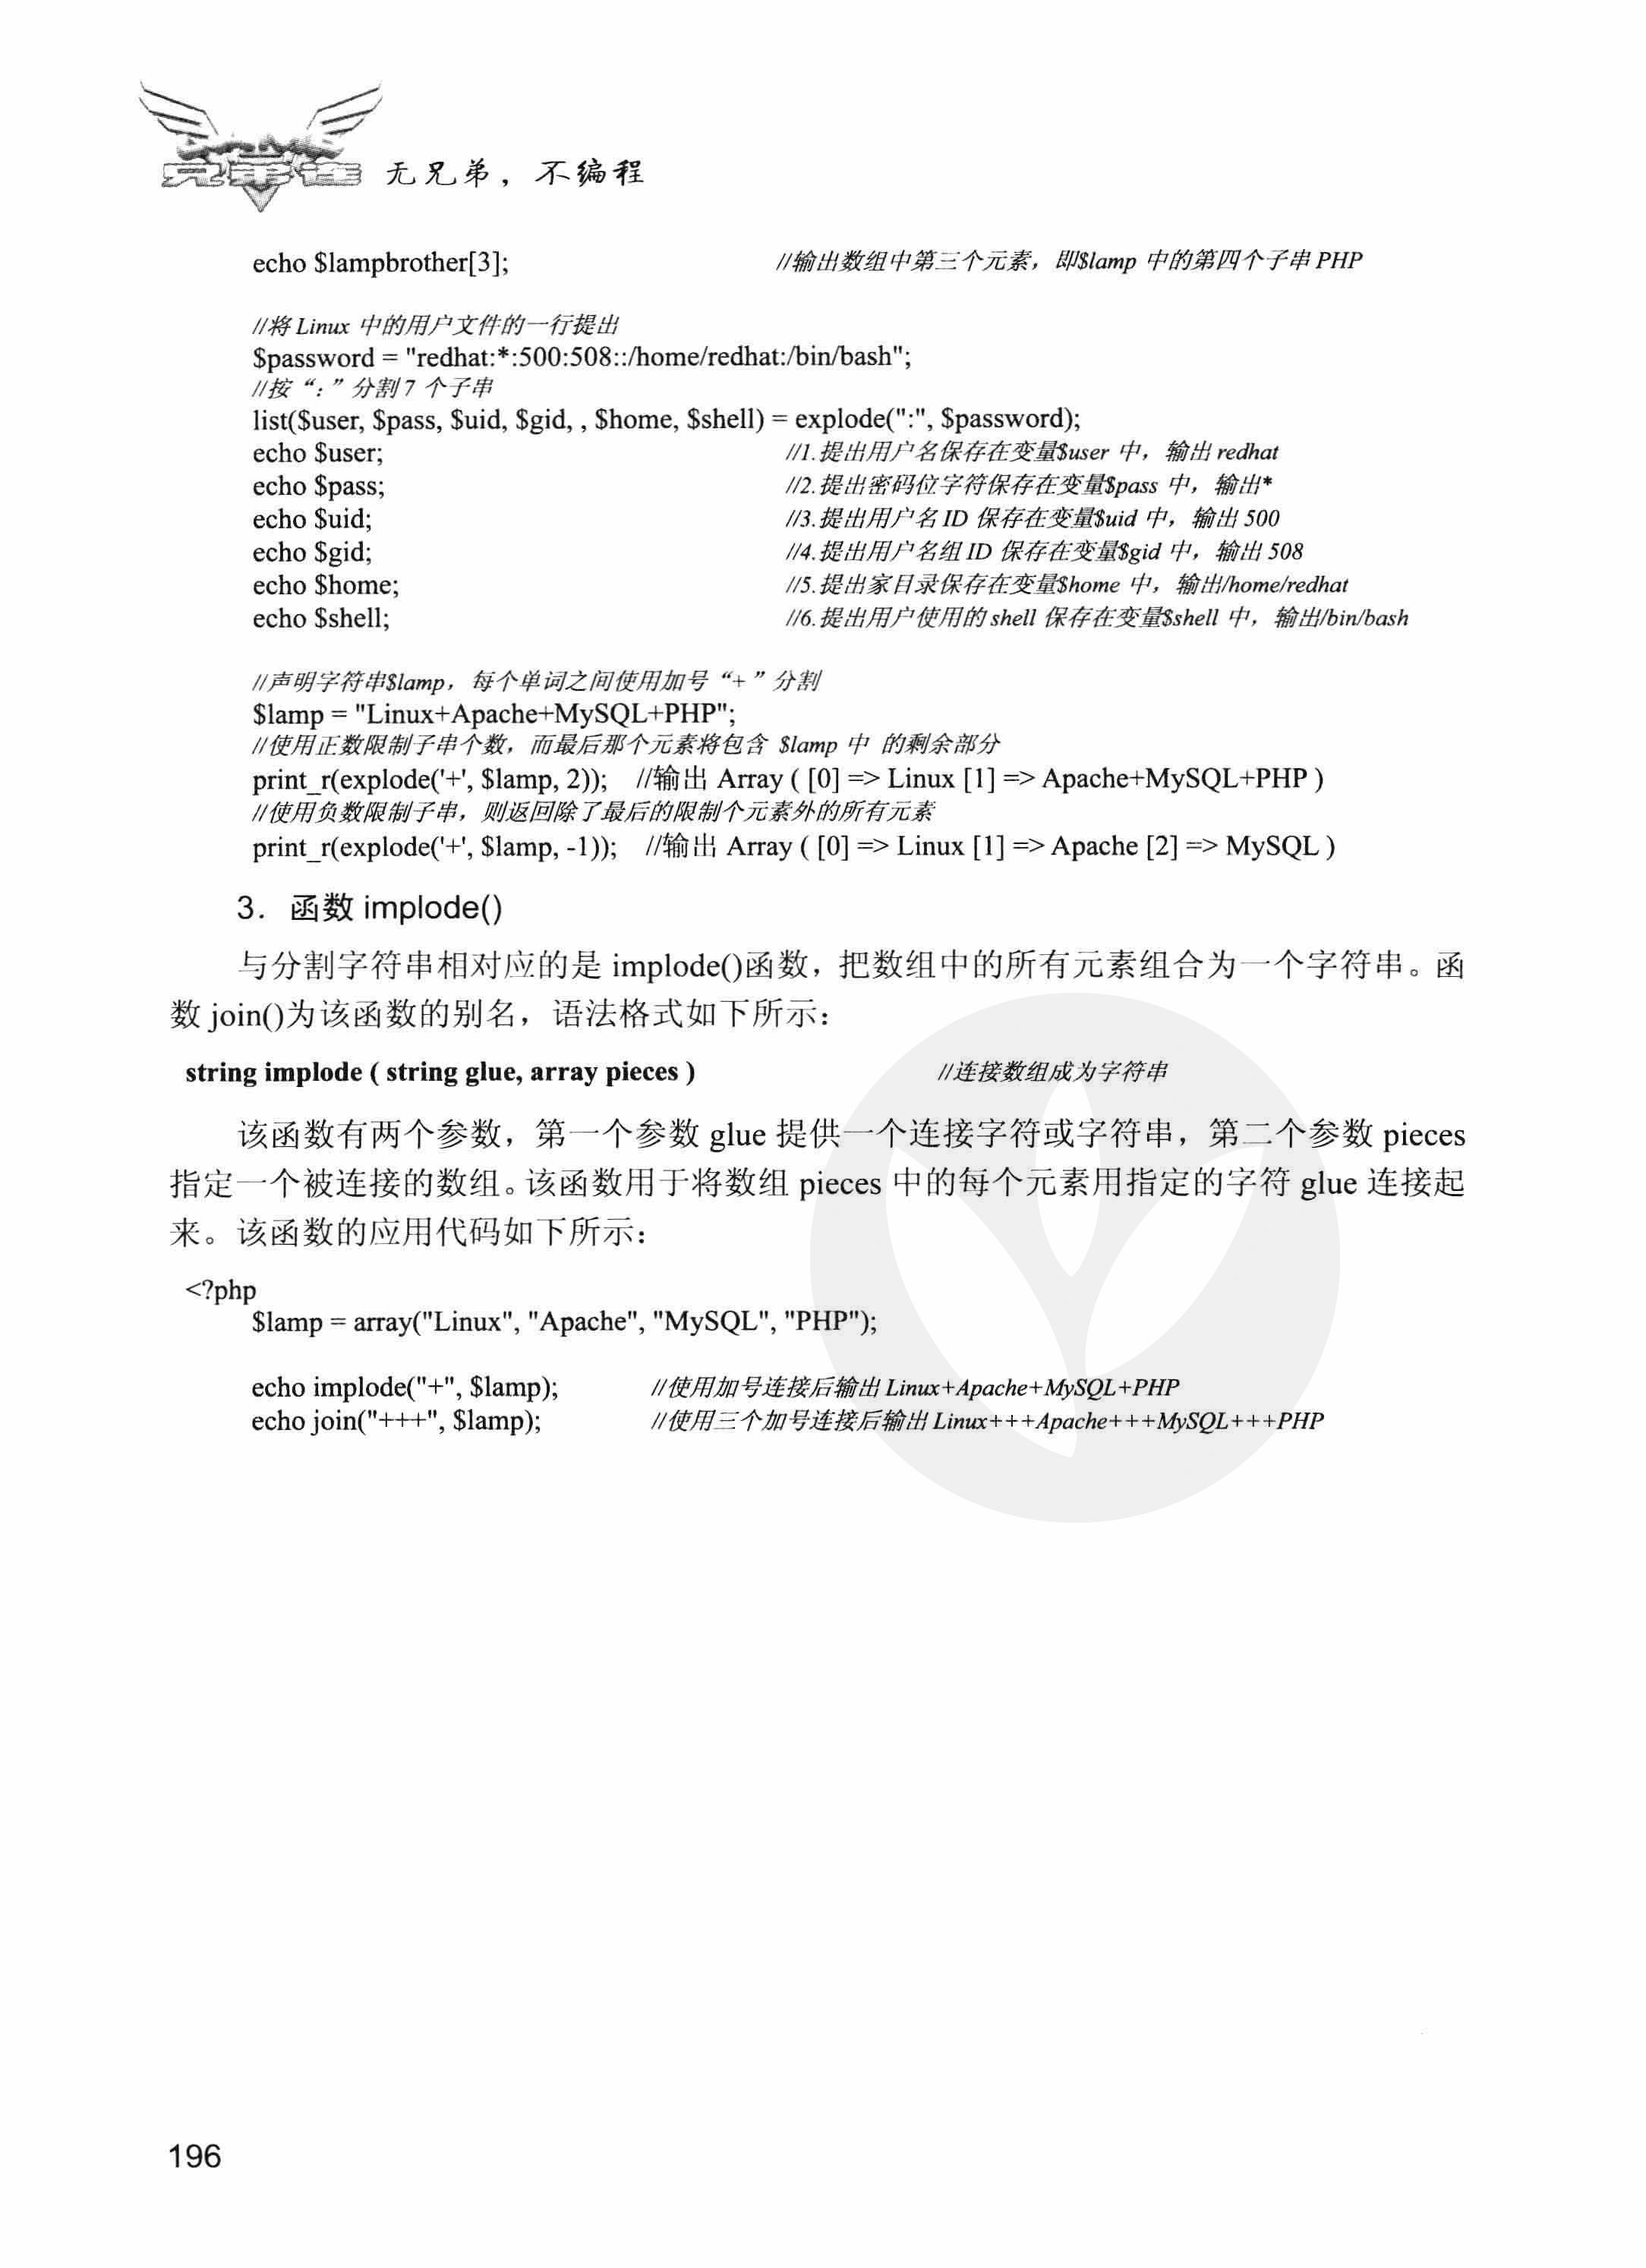 兄弟连 无兄弟，不编程
echo $lampbrother[3]; //输出数组中第三个元素，即$lamp 中的第四个子串 PHP
//将 Linux 中的用户文件的一行提出
$password = "redhat:*:500:508::/home/redhat:/bin/bash";
//按“：”分割 7 个子串
list($user, $pass, $uid, $gid, , $home, $shell) = explode(":", $password);
echo $user; //1.提出用户名保存在变量$user 中，输出 redhat
echo $pass; //2.提出密码位字符保存在变量$pass 中，输出*
echo $uid; //3.提出用户名 ID 保存在变量$uid 中，输出 500
echo $gid; //4.提出用户名组 ID 保存在变量$gid 中，输出 508
echo $home; //5.提出家目录保存在变量$home 中，输出/home/redhat
echo $shell; //6.提出用户使用的 shell 保存在变量$shell 中，输出/bin/bash
//声明字符串$lamp，每个单词之间使用加号“+”分割
$lamp = "Linux+Apache+MySQL+PHP";
//使用正数限制子串个数，而最后那个元素将包含 $lamp 中 的剩余部分
print_r(explode('+', $lamp, 2)); //输出 Array ( [0] => Linux [1] => Apache+MySQL+PHP )
//使用负数限制子串，则返回除了最后的限制个元素外的所有元素
print_r(explode('+', $lamp, -1)); //输出 Array ( [0] => Linux [1] => Apache [2] => MySQL )
3．函数 implode()
与分割字符串相对应的是 implode()函数，把数组中的所有元素组合为一个字符串。函
数 join()为该函数的别名，语法格式如下所示：
string implode ( string glue, array pieces ) //连接数组成为字符串
该函数有两个参数，第一个参数 glue 提供一个连接字符或字符串，第二个参数 pieces
指定一个被连接的数组。该函数用于将数组 pieces 中的每个元素用指定的字符 glue 连接起
来。该函数的应用代码如下所示：
<?php
$lamp = array("Linux", "Apache", "MySQL", "PHP");
echo implode("+", $lamp); //使用加号连接后输出 Linux+Apache+MySQL+PHP
echo join("+++", $lamp); //使用三个加号连接后输出 Linux+++Apache+++MySQL+++PHP
196